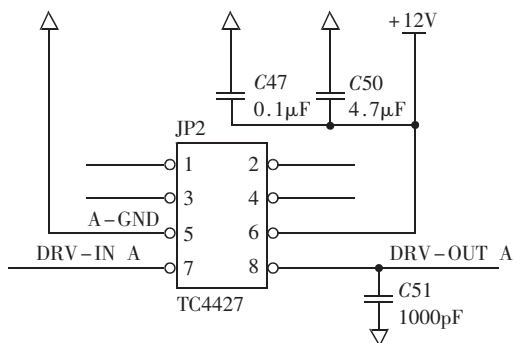 +12V
C47
0.1μF
C50
4.7μF
JP2
1 2
3 4
A-GND
5 6
DRV-IN A
7 8
DRV-OUT A
TC4427
C51
1000pF